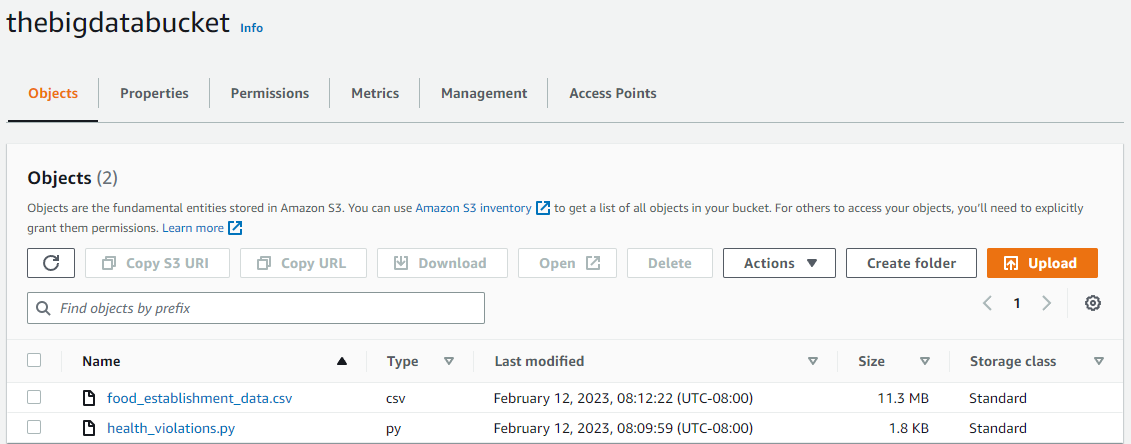 thebigdatabucket Info
Objects Properties Permissions Metrics Management Access Points
Objects (2)
Objects are the fundamental entities stored in Amazon S3. You can use Amazon S3 inventory to get a list of all objects in your bucket. For others to access your objects, you'll need to explicitly
grant them permissions. Learn more
Copy S3 URI Copy URL Download Open Delete Actions Create folder Upload
Find objects by prefix 1
Name Type Last modified Size Storage class
food_establishment_data.csv csv February 12, 2023, 08:12:22 (UTC-08:00) 11.3 MB Standard
health_violations.py py February 12, 2023, 08:09:59 (UTC-08:00) 1.8 KB Standard